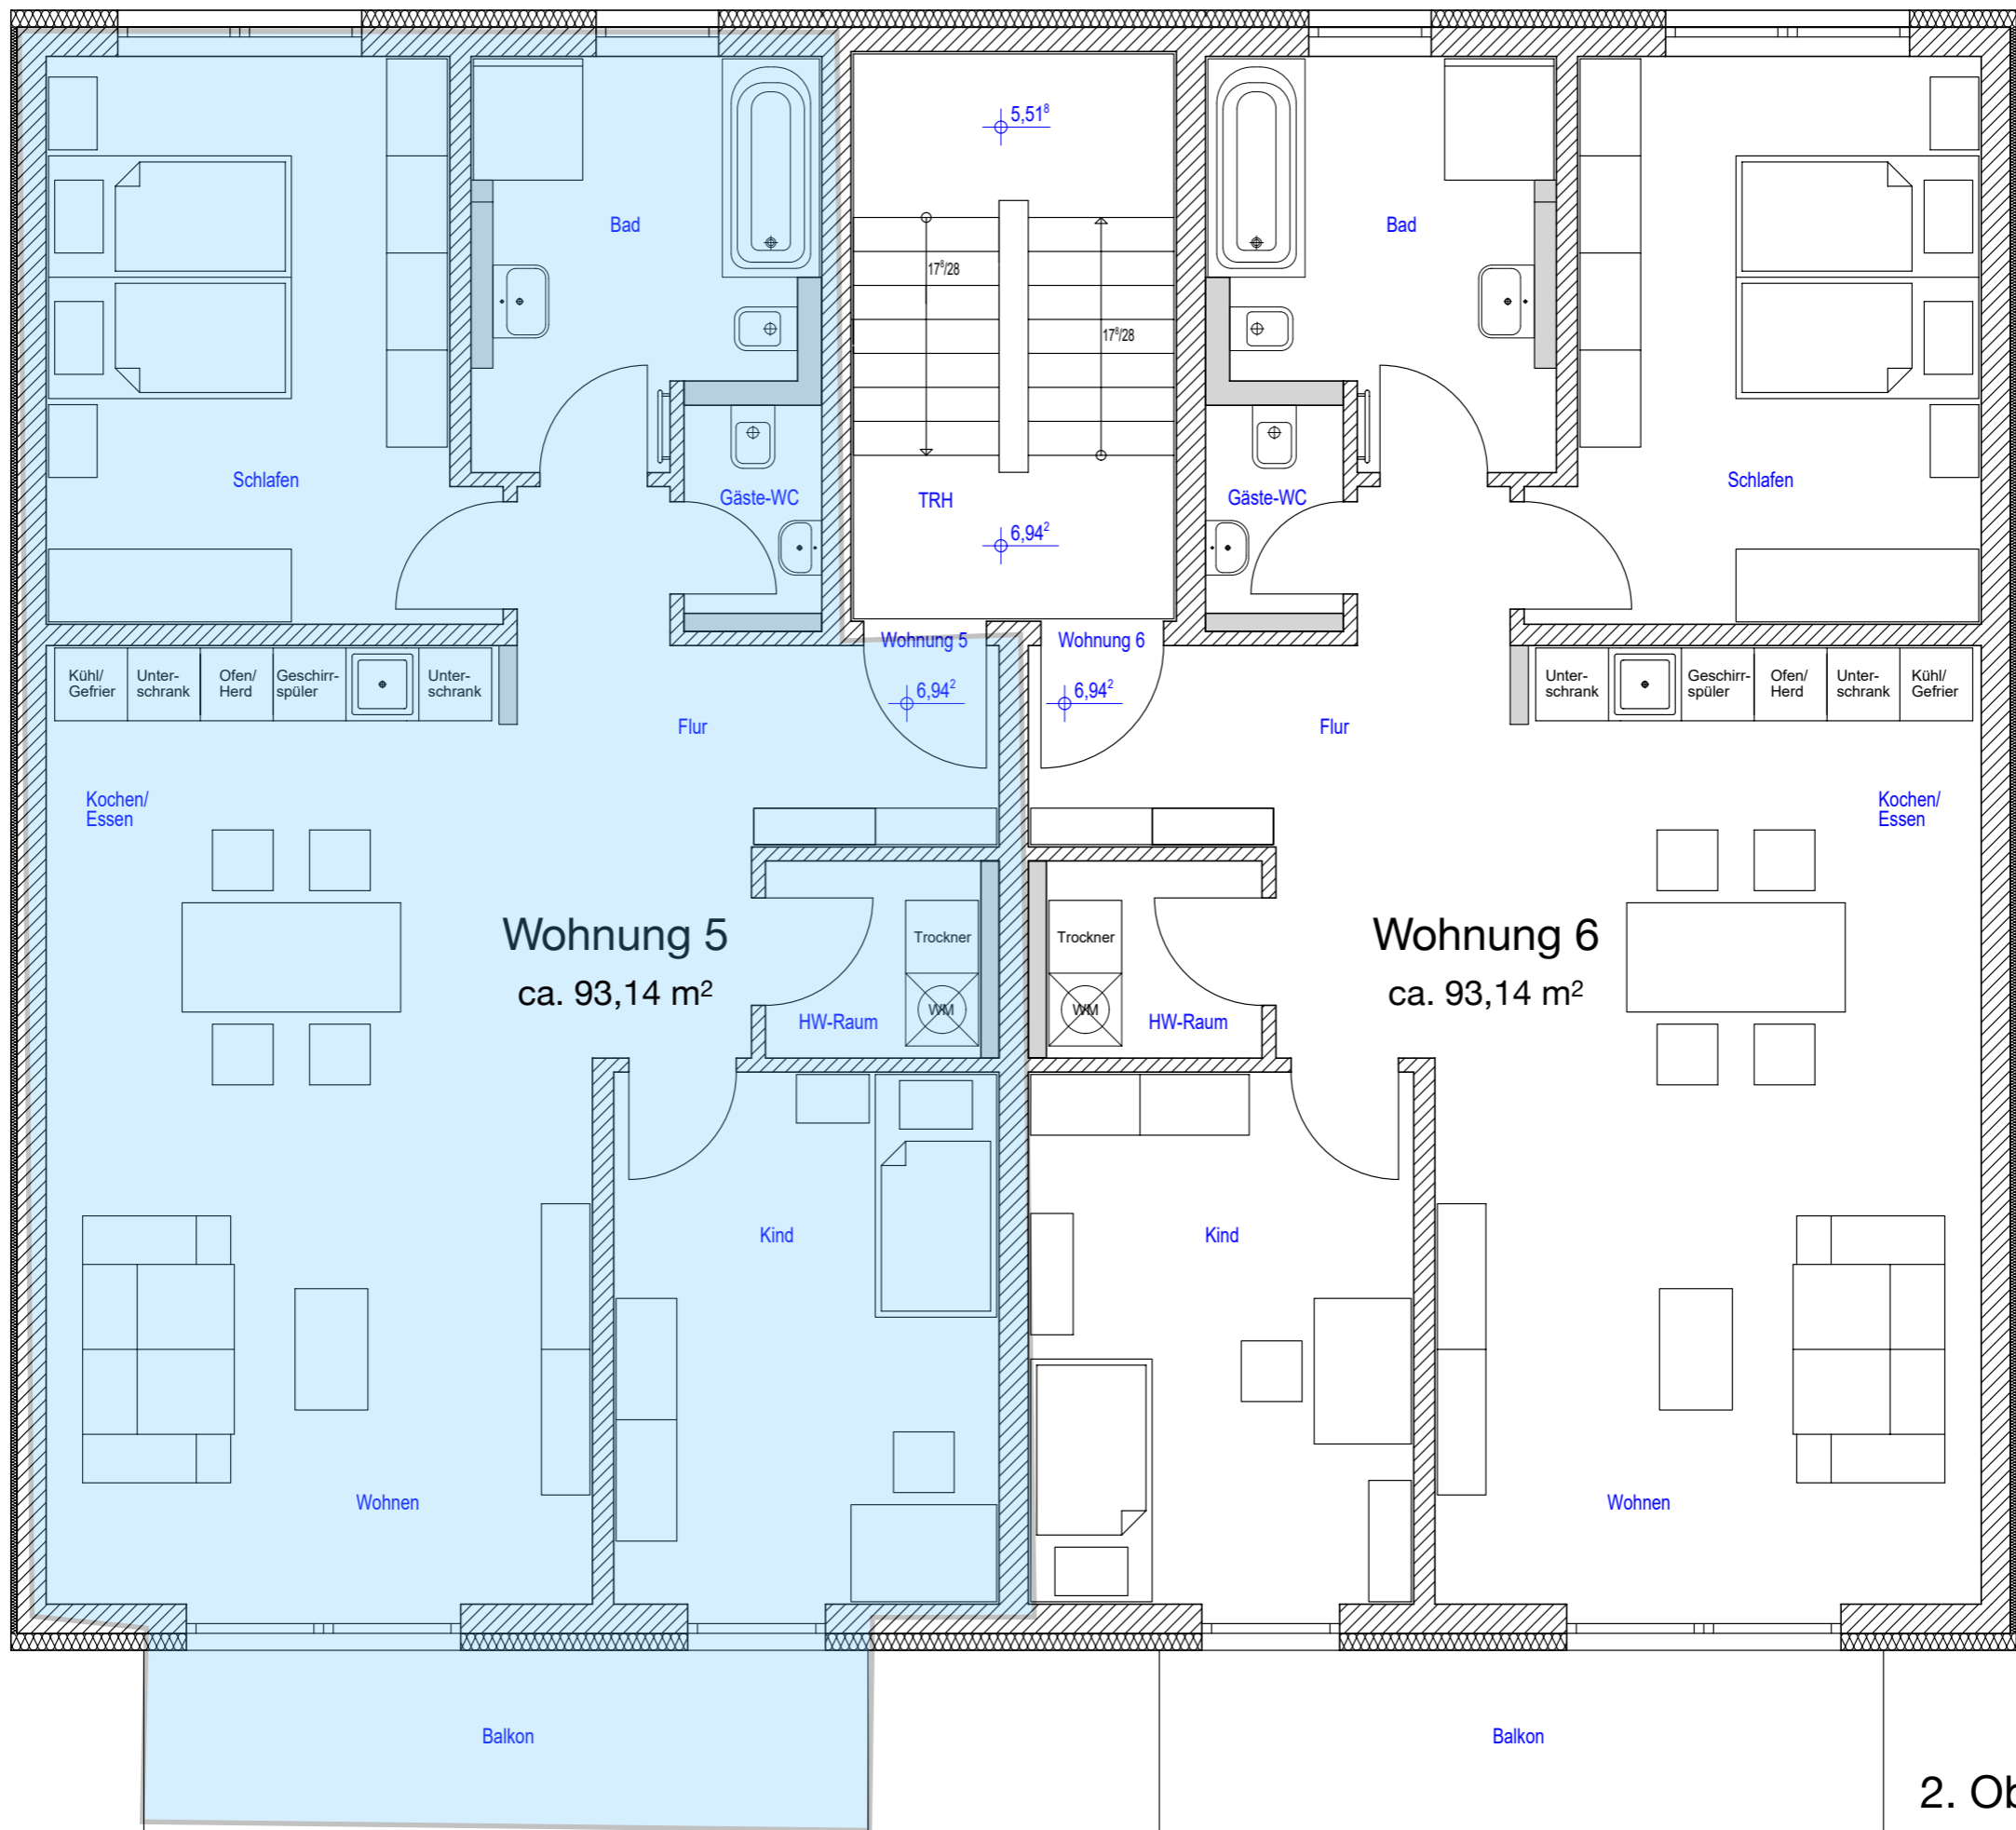 5,51⁸
Bad
Bad
17⁸/28
17⁸/28
Schlafen
Gäste-WC
TRH
Gäste-WC
Schlafen
6,94²
Wohnung 5
Wohnung 6
Kühl/
Gefrier
Unter-
schrank
Ofen/
Herd
Geschirr-
spüler
Unter-
schrank
6,94²
6,94²
Unter-
schrank
Geschirr-
spüler
Ofen/
Herd
Unter-
schrank
Kühl/
Gefrier
Flur
Flur
Kochen/
Essen
Kochen/
Essen
Wohnung 5
ca. 93,14 m²
Trockner
WM
HW-Raum
Trockner
WM
HW-Raum
Wohnung 6
ca. 93,14 m²
Kind
Kind
Wohnen
Wohnen
Balkon
Balkon
2. Ob